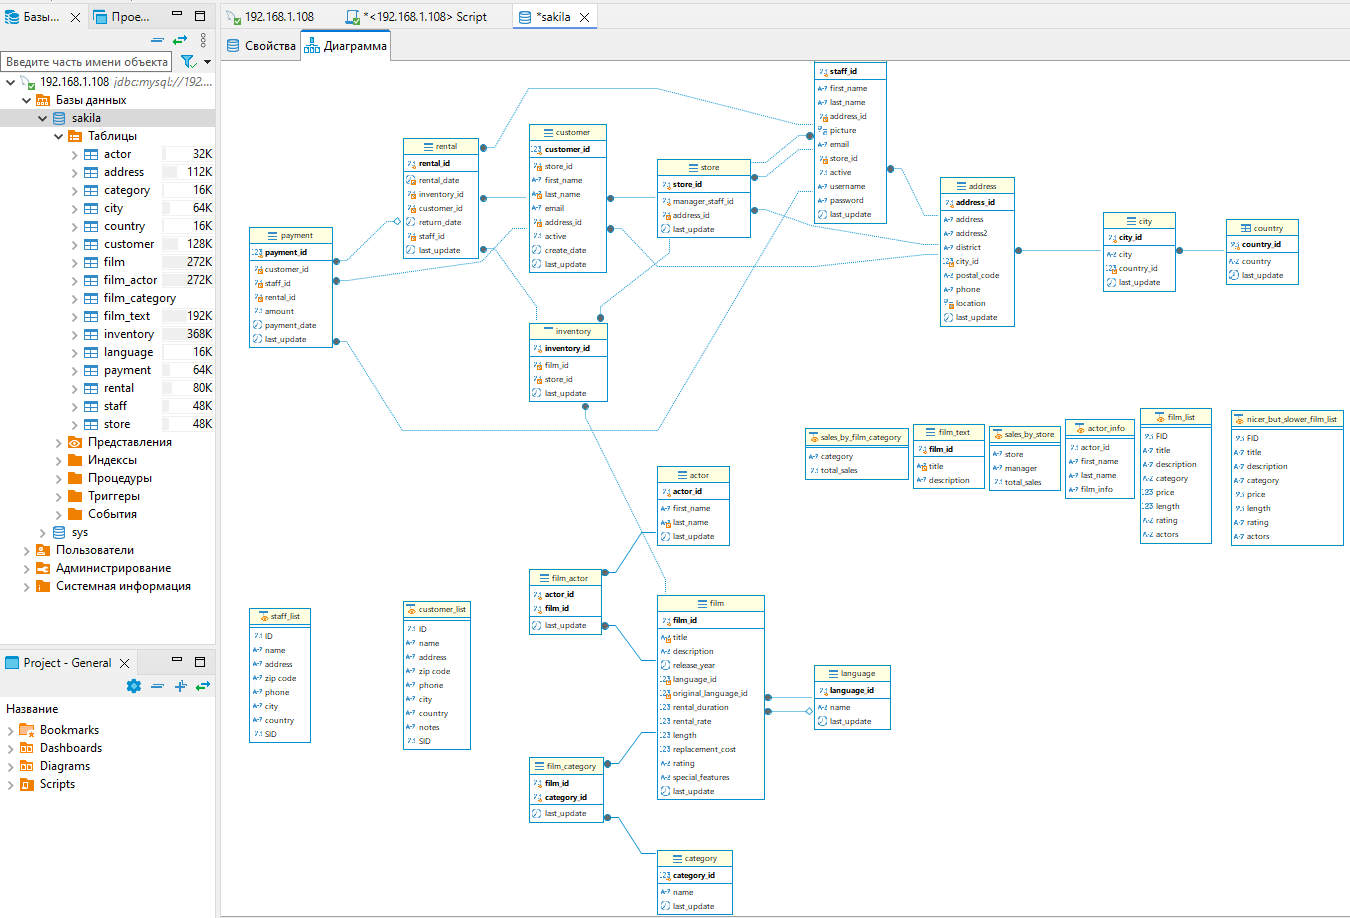 Базы...
Прое...
192.168.1.108
*<192.168.1.108> Script
*sakila
Свойства
Диаграмма
Введите часть имени объекта
192.168.1.108 jdbc:mysql://192....
Базы данных
sakila
Таблицы
actor 32K
address 112K
category 16K
city 64K
country 16K
customer 128K
film 272K
film_actor 272K
film_category
film_text 192K
inventory 368K
language 16K
payment 64K
rental 80K
staff 48K
store 48K
Представления
Индексы
Процедуры
Триггеры
События
sys
Пользователи
Администрирование
Системная информация
Project - General
Название
Bookmarks
Dashboards
Diagrams
Scripts
payment
payment_id
customer_id
staff_id
rental_id
amount
payment_date
last_update
rental
rental_id
rental_date
inventory_id
customer_id
return_date
staff_id
last_update
customer
customer_id
store_id
first_name
last_name
email
address_id
active
create_date
last_update
store
store_id
manager_staff_id
address_id
last_update
staff_id
first_name
last_name
address_id
picture
email
store_id
active
username
password
last_update
address
address_id
address
address2
district
city_id
postal_code
phone
location
last_update
city
city_id
city
country_id
last_update
country
country_id
country
last_update
inventory
inventory_id
film_id
store_id
last_update
sales_by_film_category
category
total_sales
film_text
film_id
title
description
sales_by_store
store
manager
total_sales
actor_info
actor_id
first_name
last_name
film_info
film_list
FID
title
description
category
price
length
rating
actors
nicer_but_slower_film_list
FID
title
description
category
price
length
rating
actors
actor
actor_id
first_name
last_name
last_update
film_actor
actor_id
film_id
last_update
film
film_id
title
description
release_year
language_id
original_language_id
rental_duration
rental_rate
length
replacement_cost
rating
special_features
last_update
language
language_id
name
last_update
staff_list
ID
name
address
zip code
phone
city
country
SID
customer_list
ID
name
address
zip code
phone
city
country
notes
SID
film_category
film_id
category_id
last_update
category
category_id
name
last_update